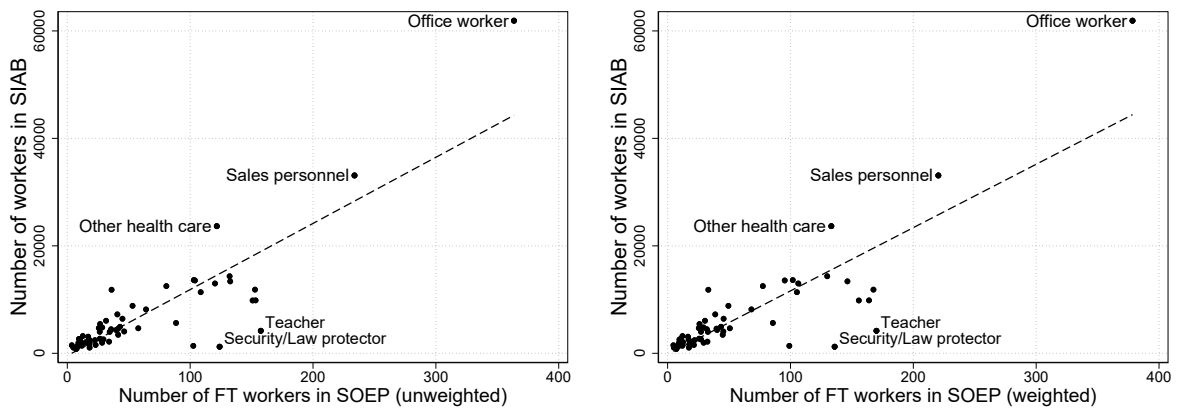 Number of workers in SIAB
60000
40000
20000
0
Office worker
Sales personnel
Other health care
Teacher
Security/Law protector
0 100 200 300 400
Number of FT workers in SOEP (unweighted)
Number of workers in SIAB
60000
40000
20000
0
Office worker
Sales personnel
Other health care
Teacher
Security/Law protector
0 100 200 300 400
Number of FT workers in SOEP (weighted)